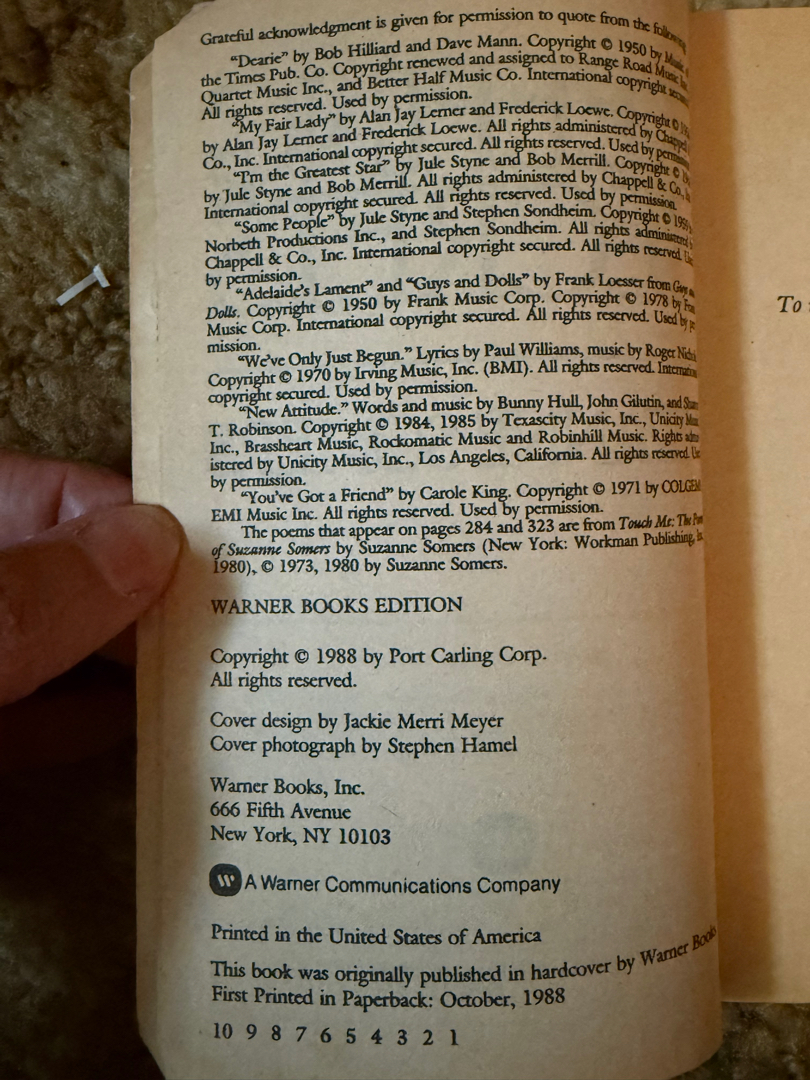 Grateful acknowledgment is given for permission to quote from the
"Dearie" by Bob Hilliard and Dave Mann. Copyright © 1950 by
the Times Pub. Co. Copyright renewed and assigned to Range Road Music
Quartet Music Inc., and Better Half Music Co. International copyright
All rights reserved. Used by permission.
"My Fair Lady" by Alan Jay Lerner and Frederick Loewe. Copyright ©
by Alan Jay Lerner and Frederick Loewe. All rights administered by
Co., Inc. International copyright secured. All rights reserved. Used by
"I'm the Greatest Star" by Jule Styne and Bob Merrill. Copyright ©
by Jule Styne and Bob Merrill. All rights administered by Chappell & Co.,
International copyright secured. All rights reserved. Used by permission.
"Some People" by Jule Styne and Stephen Sondheim. Copyright ©
Norbeth Productions Inc., and Stephen Sondheim. All rights
Chappell & Co., Inc. International copyright secured. All rights reserved.
by permission.
"Adelaide's Lament" and "Guys and Dolls" by Frank Loesser from
Dolls. Copyright © 1950 by Frank Music Corp. Copyright © 1978 by
Music Corp. International copyright secured. All rights reserved. Used by
mission.
"We've Only Just Begun." Lyrics by Paul Williams, music by Roger
Copyright © 1970 by Irving Music, Inc. (BMI). All rights reserved.
copyright secured. Used by permission.
"New Attitude." Words and music by Bunny Hull, John Gilutin, and
T. Robinson. Copyright © 1984, 1985 by Texascity Music, Inc., Unicity
Inc., Brassheart Music, Rockomatic Music and Robinhill Music. Rights
istered by Unicity Music, Inc., Los Angeles, California. All rights reserved.
by permission.
"You've Got a Friend" by Carole King. Copyright © 1971 by COLGEM
EMI Music Inc. All rights reserved. Used by permission.
The poems that appear on pages 284 and 323 are from Touch Me: The
of Suzanne Somers by Suzanne Somers (New York: Workman Publishing,
1980), © 1973, 1980 by Suzanne Somers.
WARNER BOOKS EDITION
Copyright © 1988 by Port Carling Corp.
All rights reserved.
Cover design by Jackie Merri Meyer
Cover photograph by Stephen Hamel
Warner Books, Inc.
666 Fifth Avenue
New York, NY 10103
W A Warner Communications Company
Printed in the United States of America
This book was originally published in hardcover by Warner Books
First Printed in Paperback: October, 1988
10 9 8 7 6 5 4 3 2 1
To